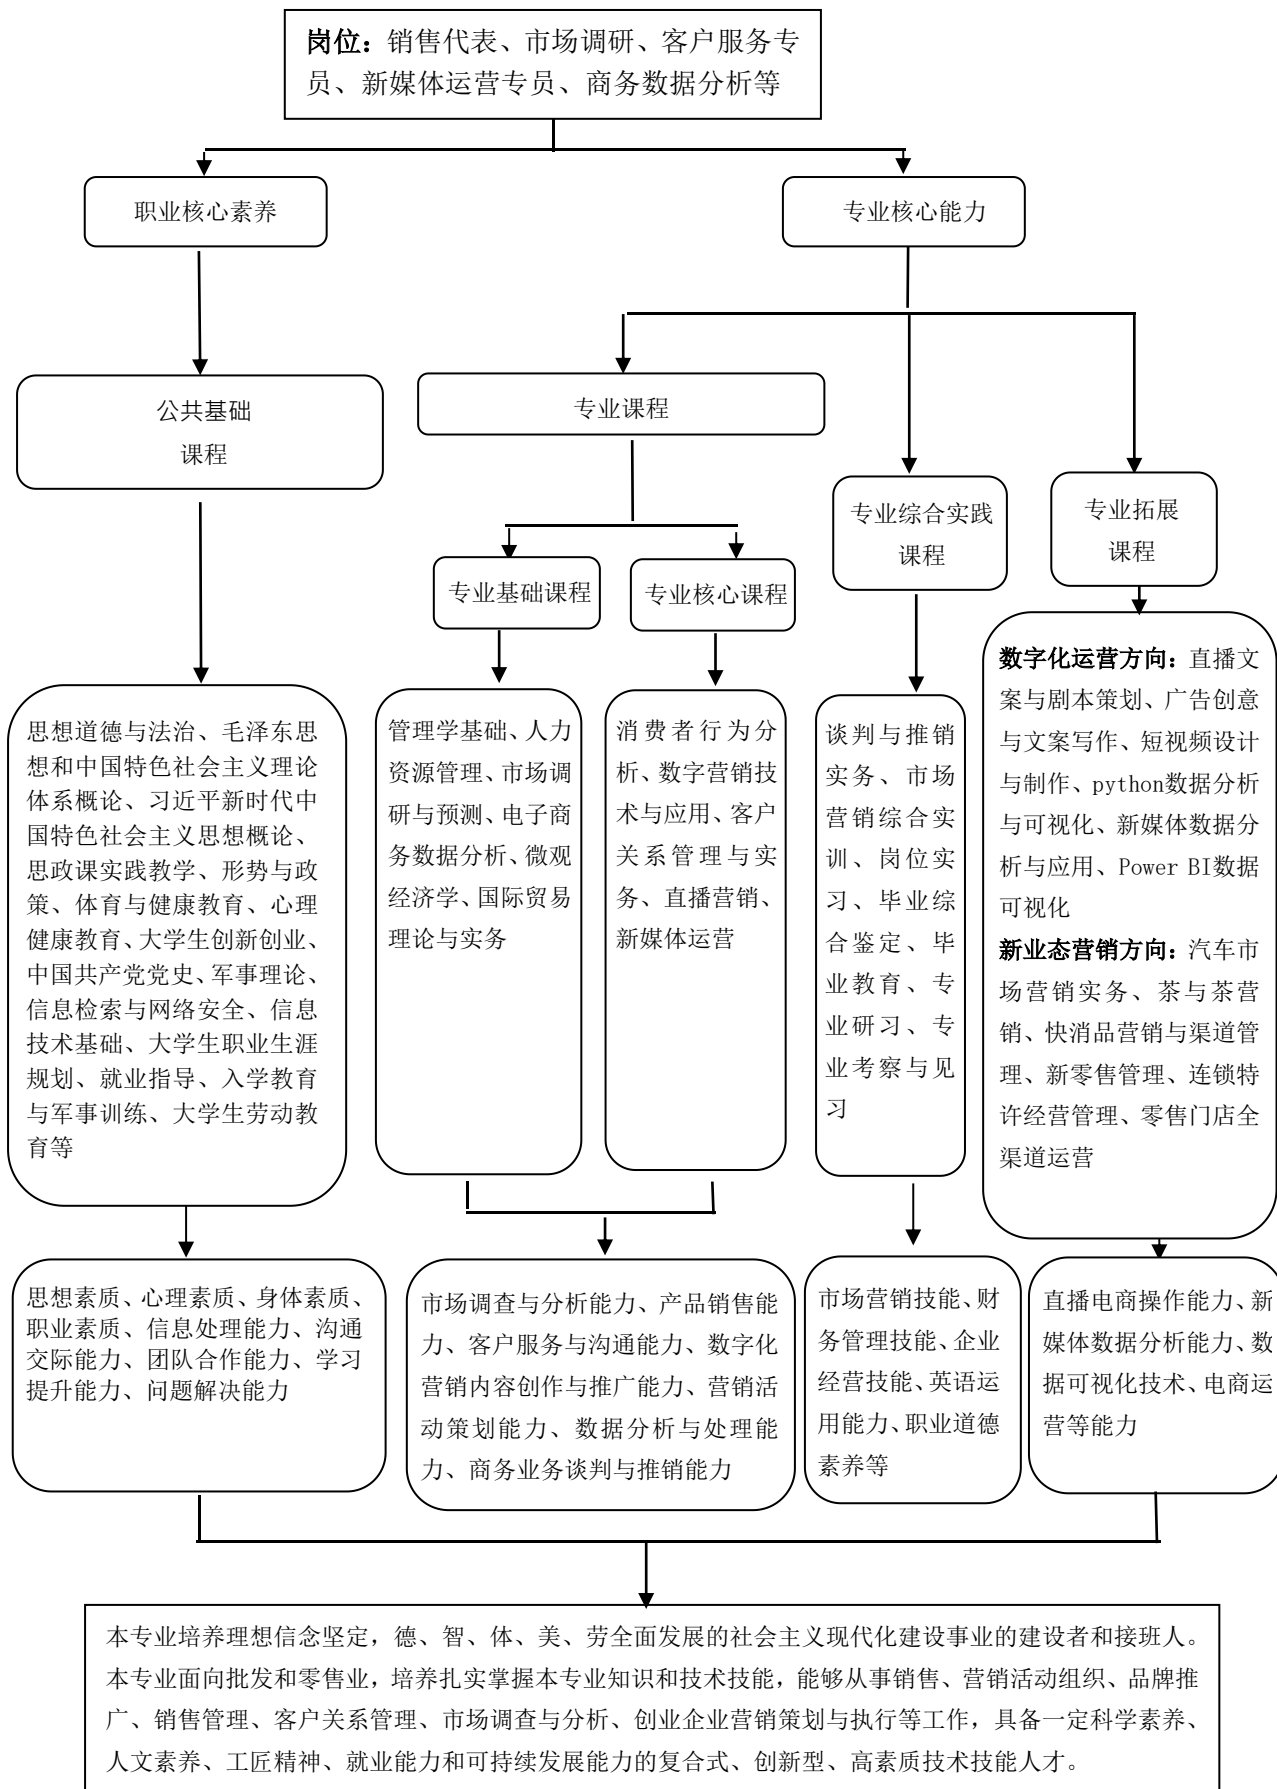 岗位：销售代表、市场调研、客户服务专
员、新媒体运营专员、商务数据分析等
职业核心素养
专业核心能力
公共基础
课程
专业课程
专业综合实践
课程
专业拓展
课程
专业基础课程
专业核心课程
思想道德与法治、毛泽东思
想和中国特色社会主义理论
体系概论、习近平新时代中
国特色社会主义思想概论、
思政课实践教学、形势与政
策、体育与健康教育、心理
健康教育、大学生创新创业、
中国共产党党史、军事理论、
信息检索与网络安全、信息
技术基础、大学生职业生涯
规划、就业指导、入学教育
与军事训练、大学生劳动教
育等
管理学基础、人力
资源管理、市场调
研与预测、电子商
务数据分析、微观
经济学、国际贸易
理论与实务
消费者行为分
析、数字营销技
术与应用、客户
关系管理与实
务、直播营销、
新媒体运营
谈判与推销
实务、市场
营销综合实
训、岗位实
习、毕业综
合鉴定、毕
业教育、专
业研习、专
业考察与见
习
数字化运营方向：直播文
案与剧本策划、广告创意
与文案写作、短视频设计
与制作、python数据分析
与可视化、新媒体数据分
析与应用、Power BI数据
可视化
新业态营销方向：汽车市
场营销实务、茶与茶营
销、快消品营销与渠道管
理、新零售管理、连锁特
许经营管理、零售门店全
渠道运营
思想素质、心理素质、身体素质、
职业素质、信息处理能力、沟通
交际能力、团队合作能力、学习
提升能力、问题解决能力
市场调查与分析能力、产品销售能
力、客户服务与沟通能力、数字化
营销内容创作与推广能力、营销活
动策划能力、数据分析与处理能
力、商务业务谈判与推销能力
市场营销技能、财
务管理技能、企业
经营技能、英语运
用能力、职业道德
素养等
直播电商操作能力、新
媒体数据分析能力、数
据可视化技术、电商运
营等能力
本专业培养理想信念坚定，德、智、体、美、劳全面发展的社会主义现代化建设事业的建设者和接班人。
本专业面向批发和零售业，培养扎实掌握本专业知识和技术技能，能够从事销售、营销活动组织、品牌推
广、销售管理、客户关系管理、市场调查与分析、创业企业营销策划与执行等工作，具备一定科学素养、
人文素养、工匠精神、就业能力和可持续发展能力的复合式、创新型、高素质技术技能人才。